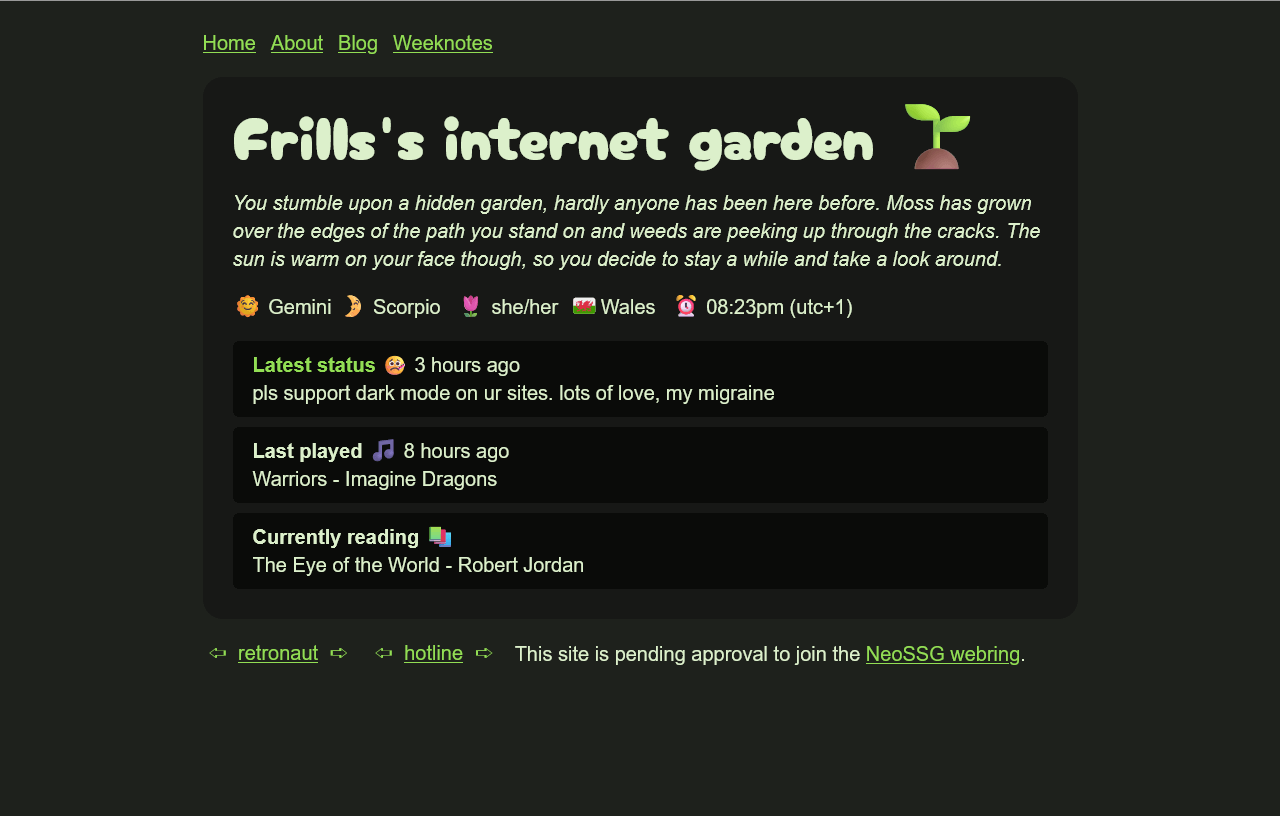 Home About Blog Weeknotes
Frills's internet garden 🌱
You stumble upon a hidden garden, hardly anyone has been here before. Moss has grown
over the edges of the path you stand on and weeds are peeking up through the cracks. The
sun is warm on your face though, so you decide to stay a while and take a look around.
🌞 Gemini 🌛 Scorpio 🌷 she/her 🏴󠁧󠁢󠁷󠁬󠁳󠁿 Wales ⏰ 08:23pm (utc+1)
Latest status 🤒 3 hours ago
pls support dark mode on ur sites. lots of love, my migraine
Last played 🎵 8 hours ago
Warriors - Imagine Dragons
Currently reading 📚
The Eye of the World - Robert Jordan
⇦ retronaut ⇨ ⇦ hotline ⇨ This site is pending approval to join the NeoSSG webring.